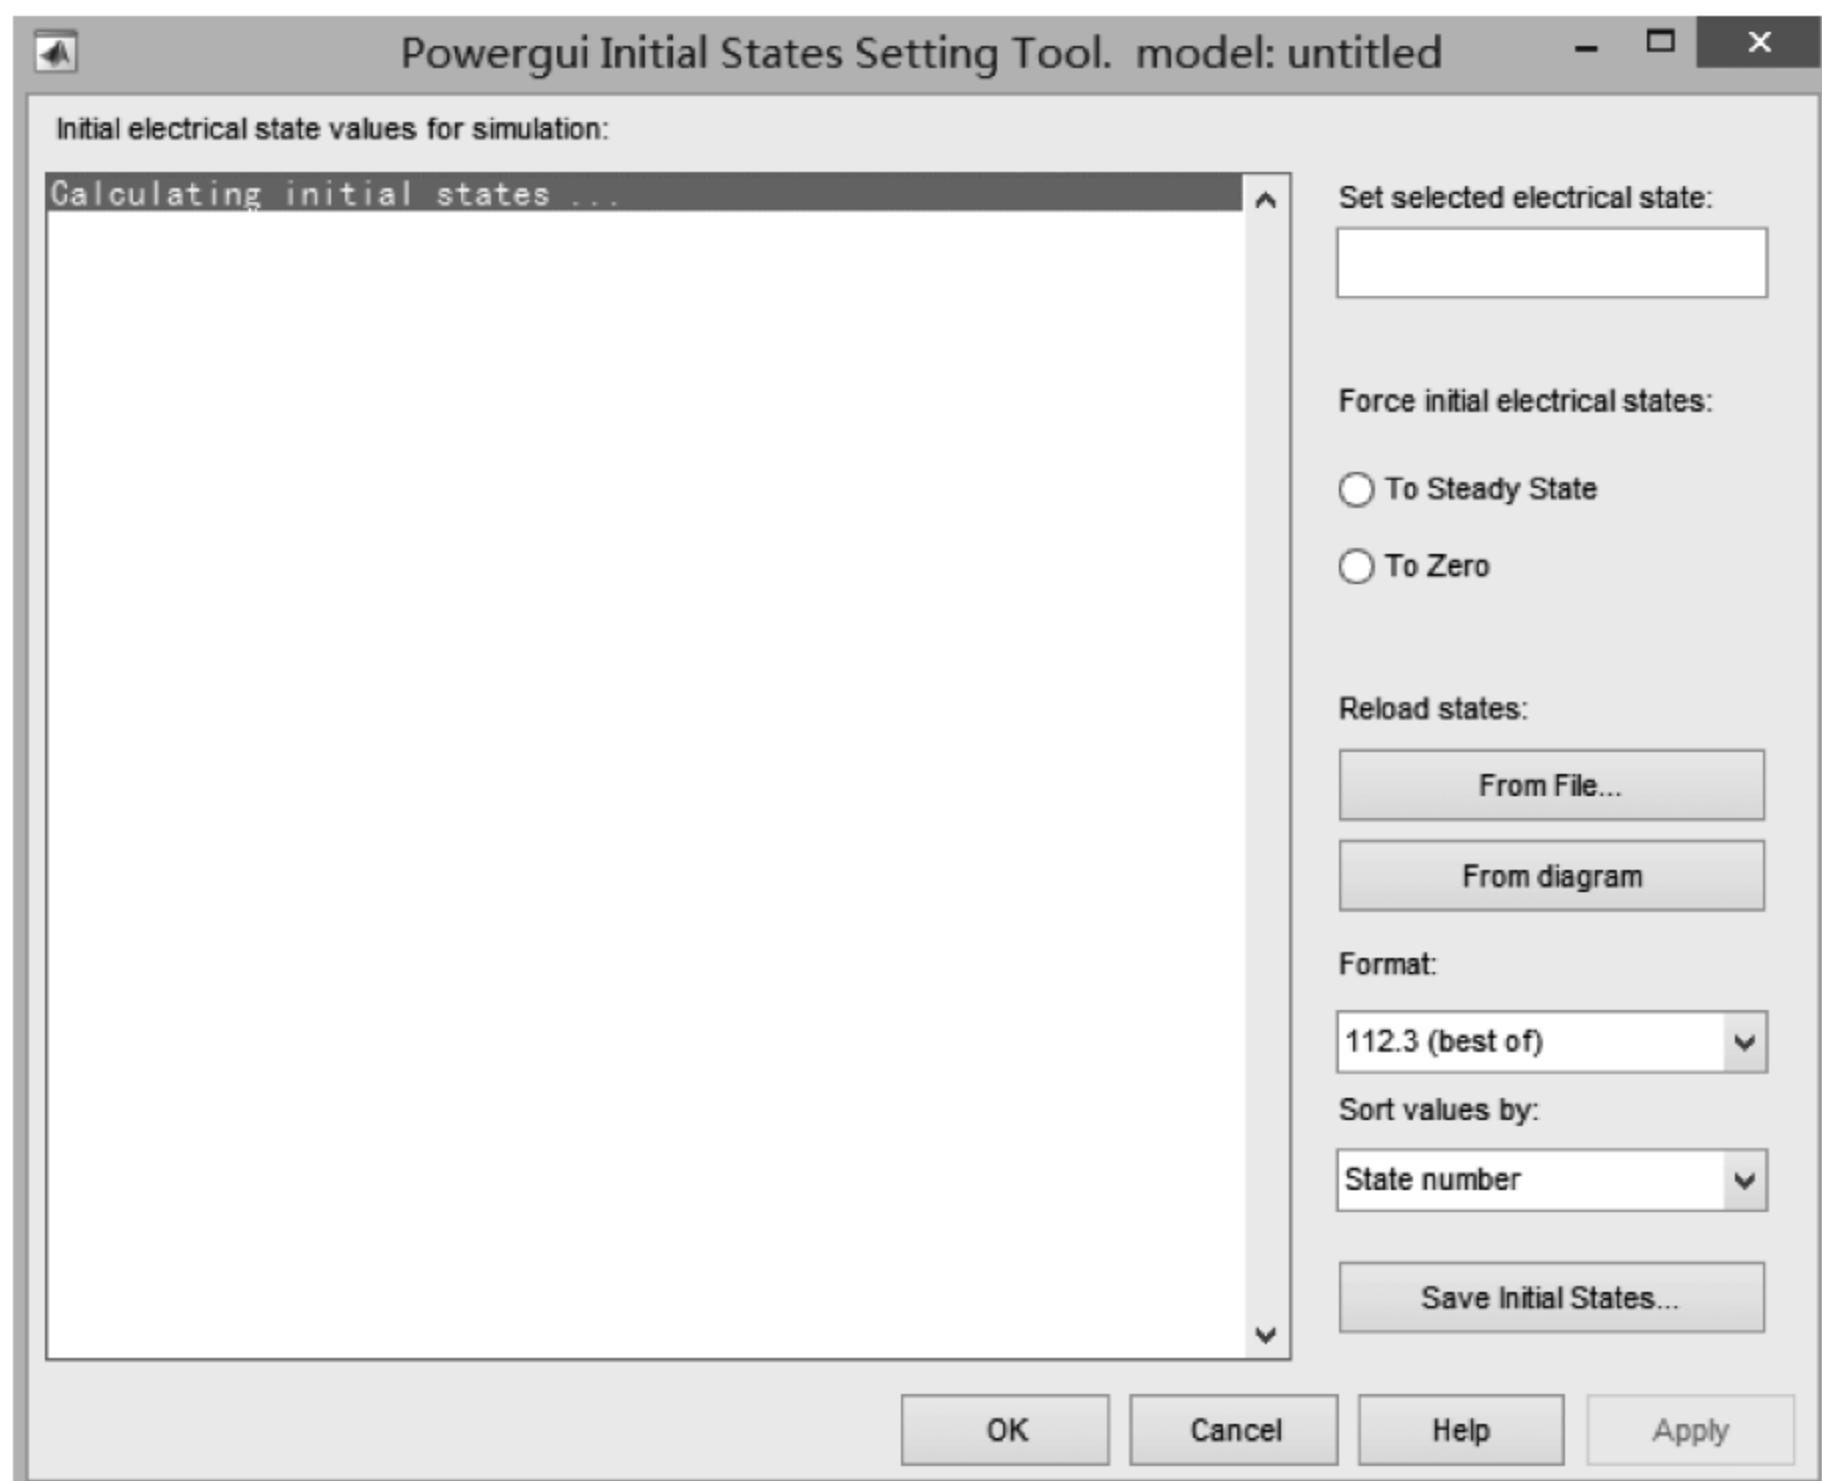 Powergui Initial States Setting Tool. model: untitled
Initial electrical state values for simulation:
Calculating initial states ...
Set selected electrical state:
Force initial electrical states:
To Steady State
To Zero
Reload states:
From File...
From diagram
Format:
112.3 (best of)
Sort values by:
State number
Save Initial States...
OK
Cancel
Help
Apply